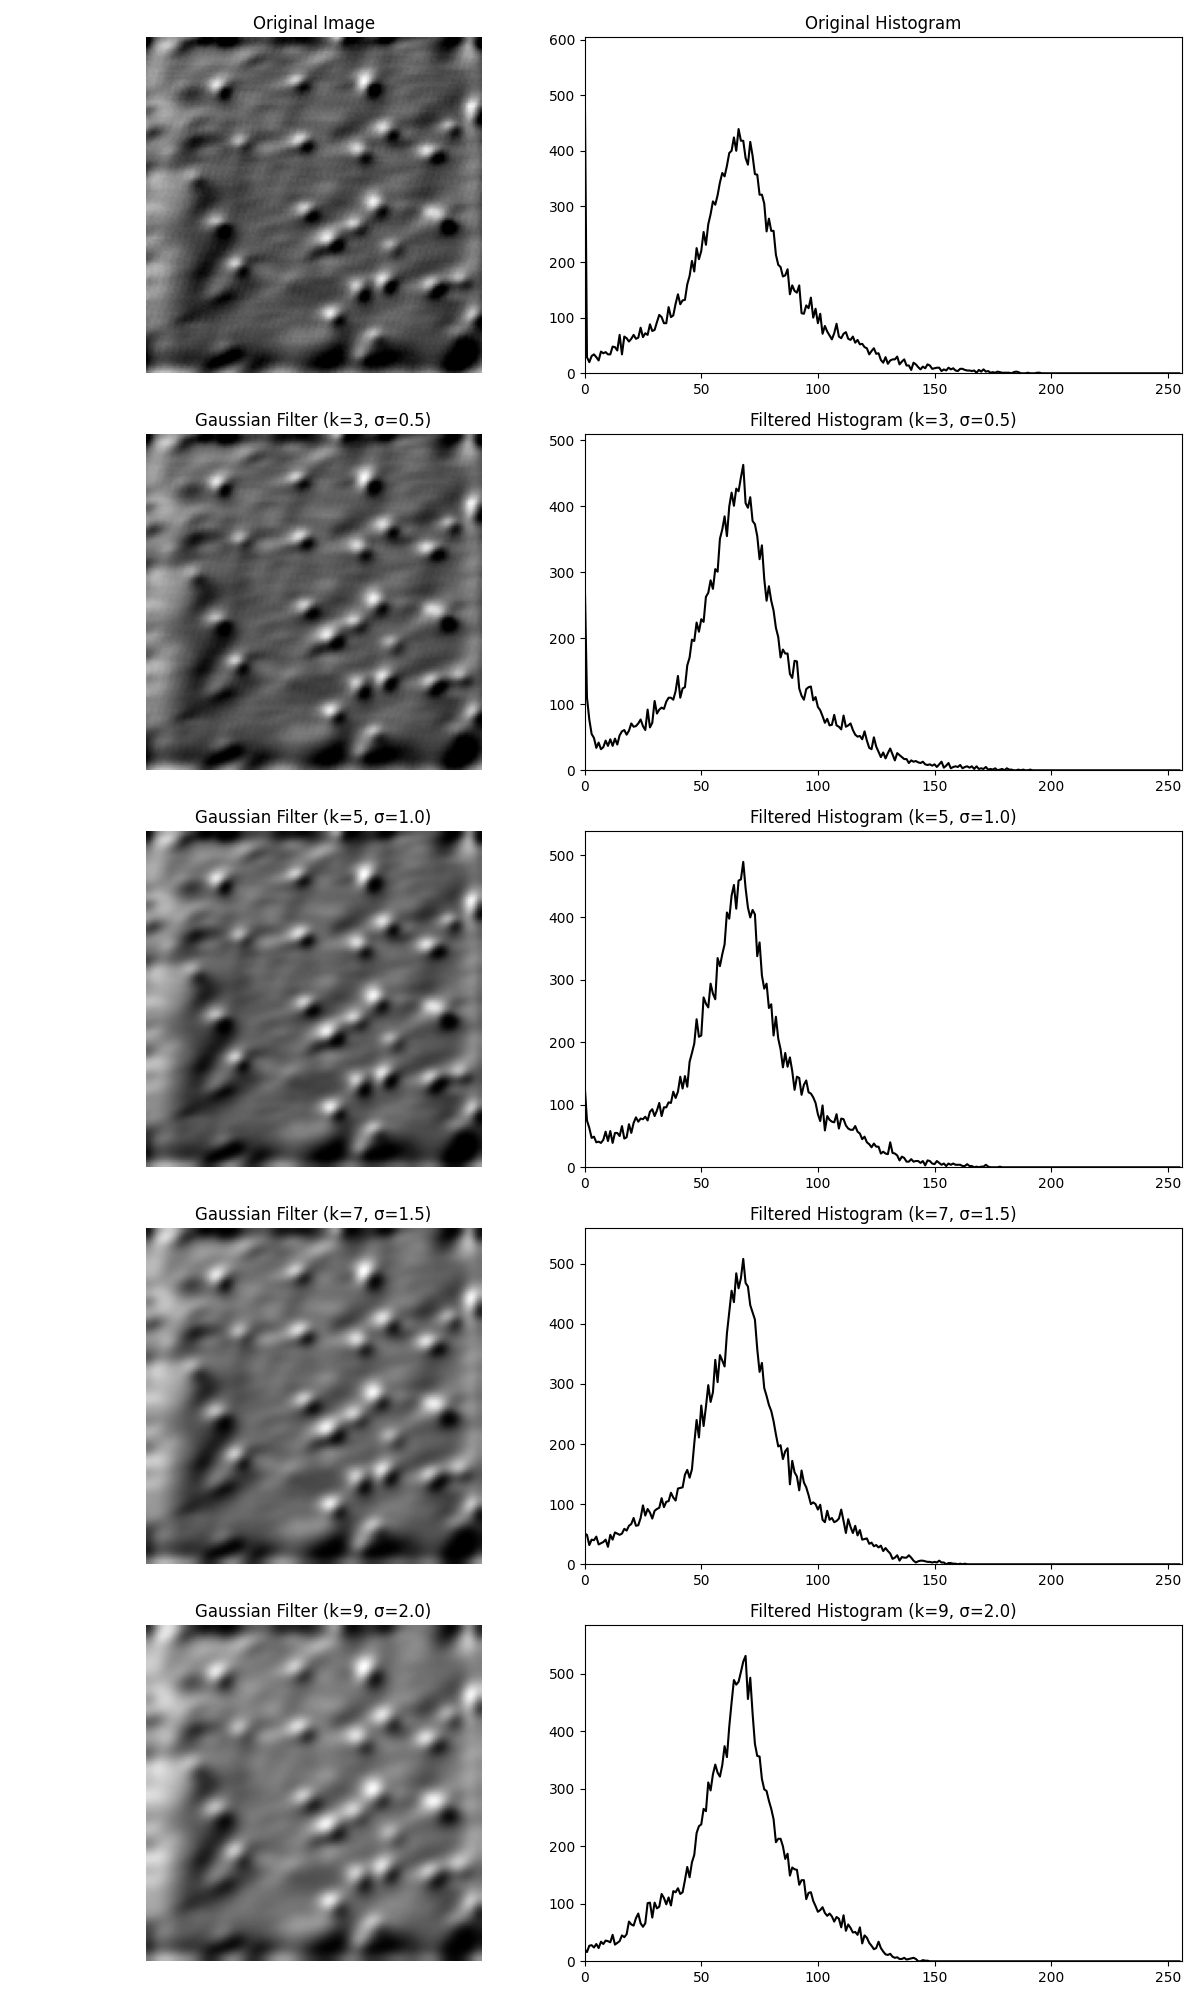 Original Image
Original Histogram
600
500
400
300
200
100
0
0 50 100 150 200 250
Gaussian Filter (k=3, σ=0.5)
Filtered Histogram (k=3, σ=0.5)
500
400
300
200
100
0
0 50 100 150 200 250
Gaussian Filter (k=5, σ=1.0)
Filtered Histogram (k=5, σ=1.0)
500
400
300
200
100
0
0 50 100 150 200 250
Gaussian Filter (k=7, σ=1.5)
Filtered Histogram (k=7, σ=1.5)
500
400
300
200
100
0
0 50 100 150 200 250
Gaussian Filter (k=9, σ=2.0)
Filtered Histogram (k=9, σ=2.0)
500
400
300
200
100
0
0 50 100 150 200 250